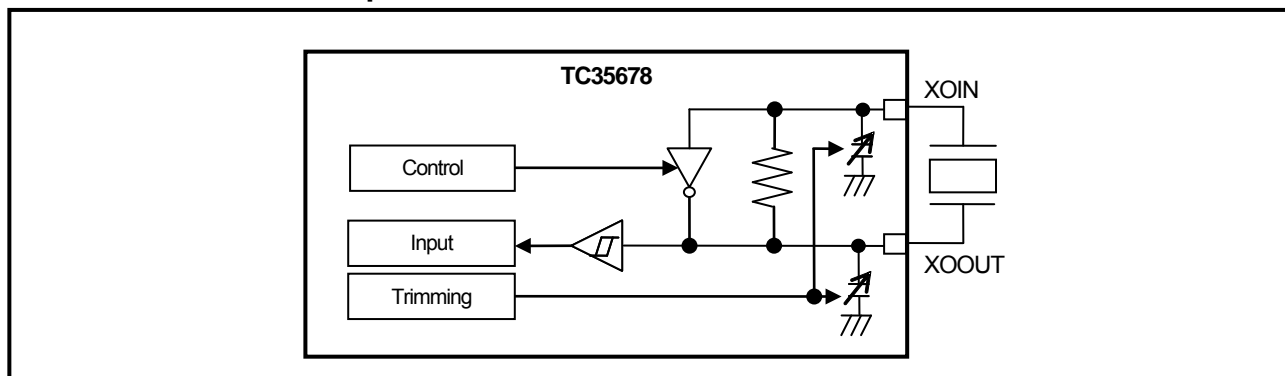 TC35678
XOIN
Control
Input
XOOUT
Trimming